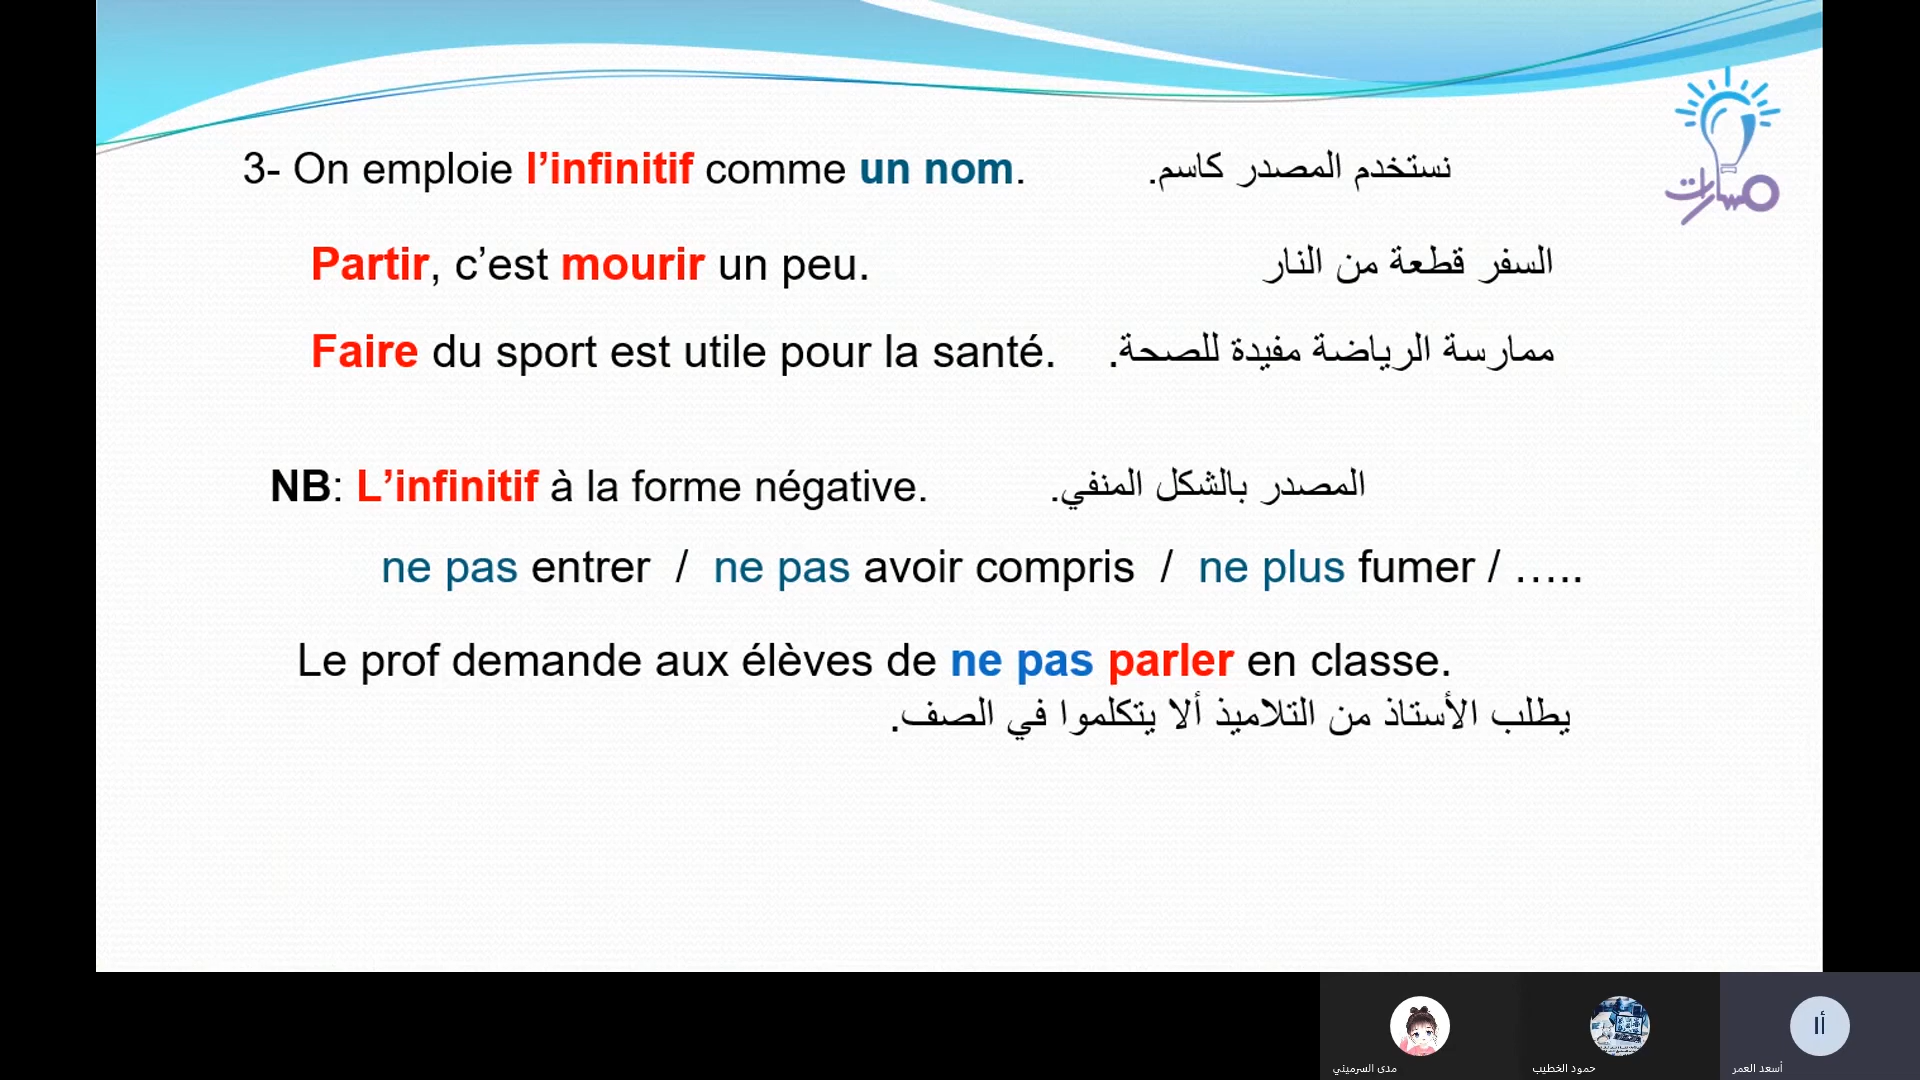 مسارات
3- On emploie l’infinitif comme un nom. نستخدم المصدر كاسم.
Partir, c’est mourir un peu. السفر قطعة من النار
Faire du sport est utile pour la santé. ممارسة الرياضة مفيدة للصحة.
NB: L’infinitif à la forme négative. المصدر بالشكل المنفي.
ne pas entrer / ne pas avoir compris / ne plus fumer / …..
Le prof demande aux élèves de ne pas parler en classe.
يطلب الأستاذ من التلاميذ ألا يتكلموا في الصف.
أا
مدى السرميني
حمود الخطيب
أسعد العمر